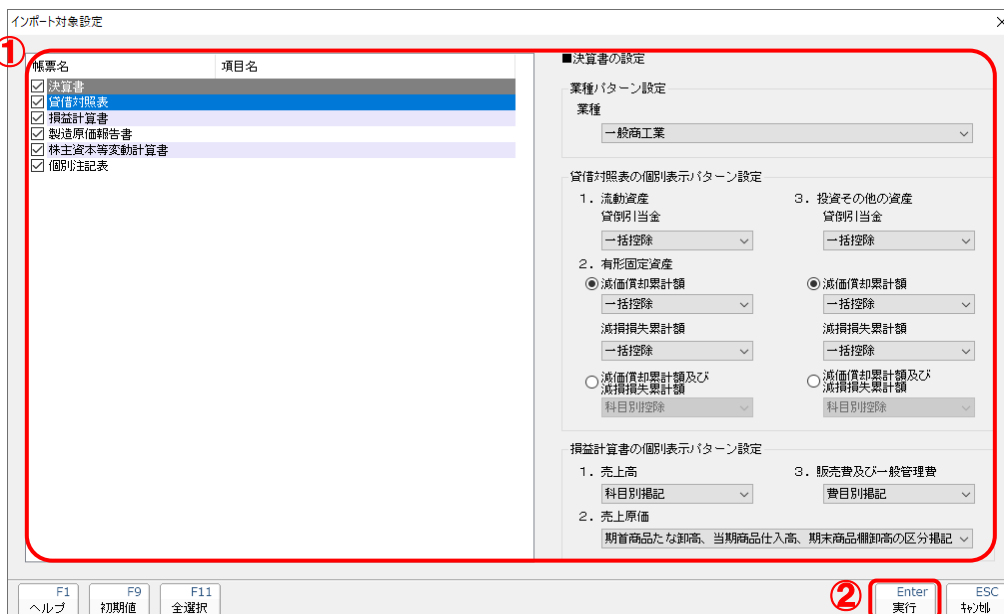 インポート対象設定
①
帳票名 項目名
決算書
貸借対照表
損益計算書
製造原価報告書
株主資本等変動計算書
個別注記表
■決算書の設定
業種パターン設定
業種
一般商工業
貸借対照表の個別表示パターン設定
1. 流動資産
貸倒引当金
一括控除
3. 投資その他の資産
貸倒引当金
一括控除
2. 有形固定資産
減価償却累計額
一括控除
減損損失累計額
一括控除
減価償却累計額及び
減損損失累計額
科目別控除
減価償却累計額
一括控除
減損損失累計額
一括控除
減価償却累計額及び
減損損失累計額
科目別控除
損益計算書の個別表示パターン設定
1. 売上高
科目別掲記
3. 販売費及び一般管理費
費目別掲記
2. 売上原価
期首商品たな卸高、当期商品仕入高、期末商品棚卸高の区分掲記
F1
ヘルプ
F9
初期値
F11
全選択
②
Enter
実行
ESC
キャンセル